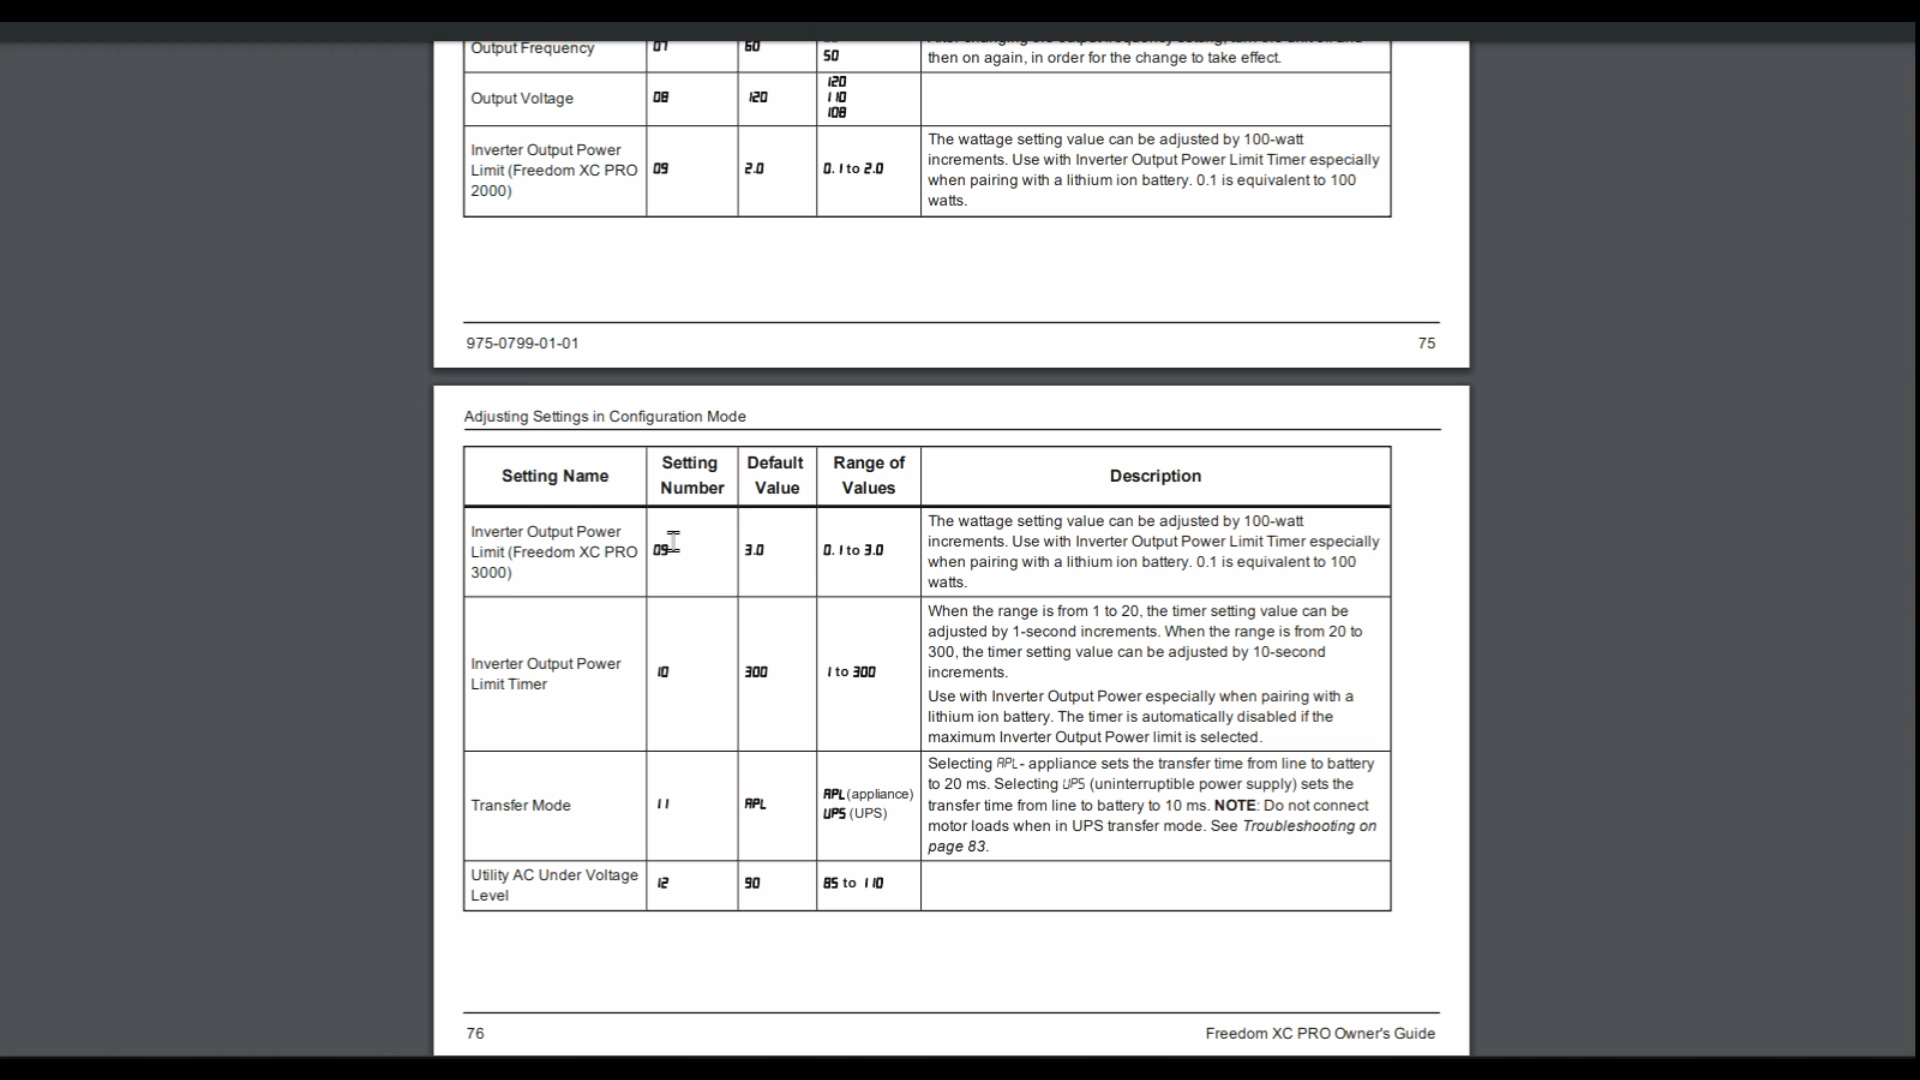 Output Frequency 07 60
50 then on again, in order for the change to take effect.
Output Voltage 08 120 120
110
108
Inverter Output Power
Limit (Freedom XC PRO
2000) 09 2.0 0.1 to 2.0
The wattage setting value can be adjusted by 100-watt
increments. Use with Inverter Output Power Limit Timer especially
when pairing with a lithium ion battery. 0.1 is equivalent to 100
watts.
975-0799-01-01 75
Adjusting Settings in Configuration Mode
Setting Name
Setting
Number
Default
Value
Range of
Values
Description
Inverter Output Power
Limit (Freedom XC PRO
3000)
09 3.0 0.1 to 3.0
The wattage setting value can be adjusted by 100-watt
increments. Use with Inverter Output Power Limit Timer especially
when pairing with a lithium ion battery. 0.1 is equivalent to 100
watts.
Inverter Output Power
Limit Timer
10 300 1 to 300
When the range is from 1 to 20, the timer setting value can be
adjusted by 1-second increments. When the range is from 20 to
300, the timer setting value can be adjusted by 10-second
increments.
Use with Inverter Output Power especially when pairing with a
lithium ion battery. The timer is automatically disabled if the
maximum Inverter Output Power limit is selected.
Transfer Mode 11 APL
APL (appliance)
UPS (UPS)
Selecting APL- appliance sets the transfer time from line to battery
to 20 ms. Selecting UPS (uninterruptible power supply) sets the
transfer time from line to battery to 10 ms. NOTE: Do not connect
motor loads when in UPS transfer mode. See Troubleshooting on
page 83.
Utility AC Under Voltage
Level
12 90 85 to 110
76 Freedom XC PRO Owner's Guide